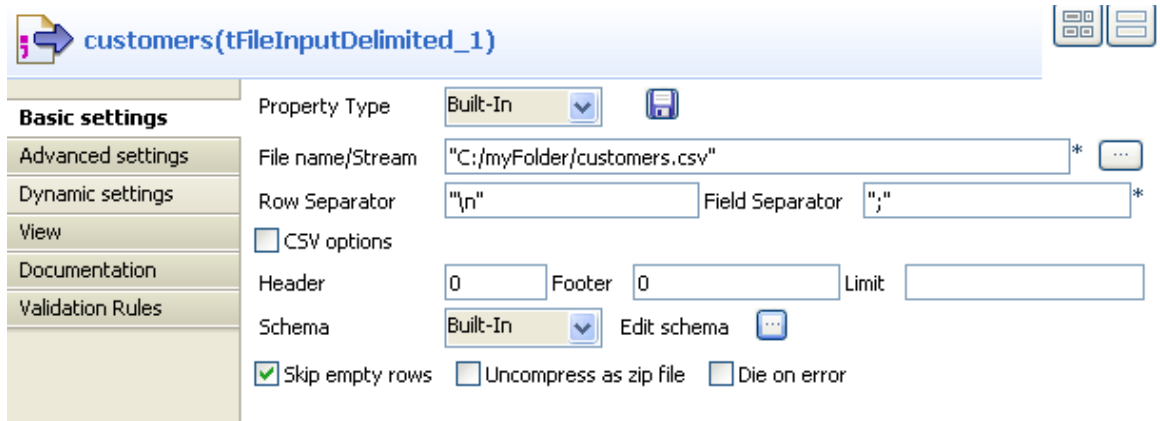 customers(tFileInputDelimited_1)
Basic settings
Advanced settings
Dynamic settings
View
Documentation
Validation Rules
Property Type Built-In
File name/Stream "C:/myFolder/customers.csv" * ...
Row Separator "\n" Field Separator ";" *
CSV options
Header 0 Footer 0 Limit
Schema Built-In Edit schema ...
Skip empty rows Uncompress as zip file Die on error